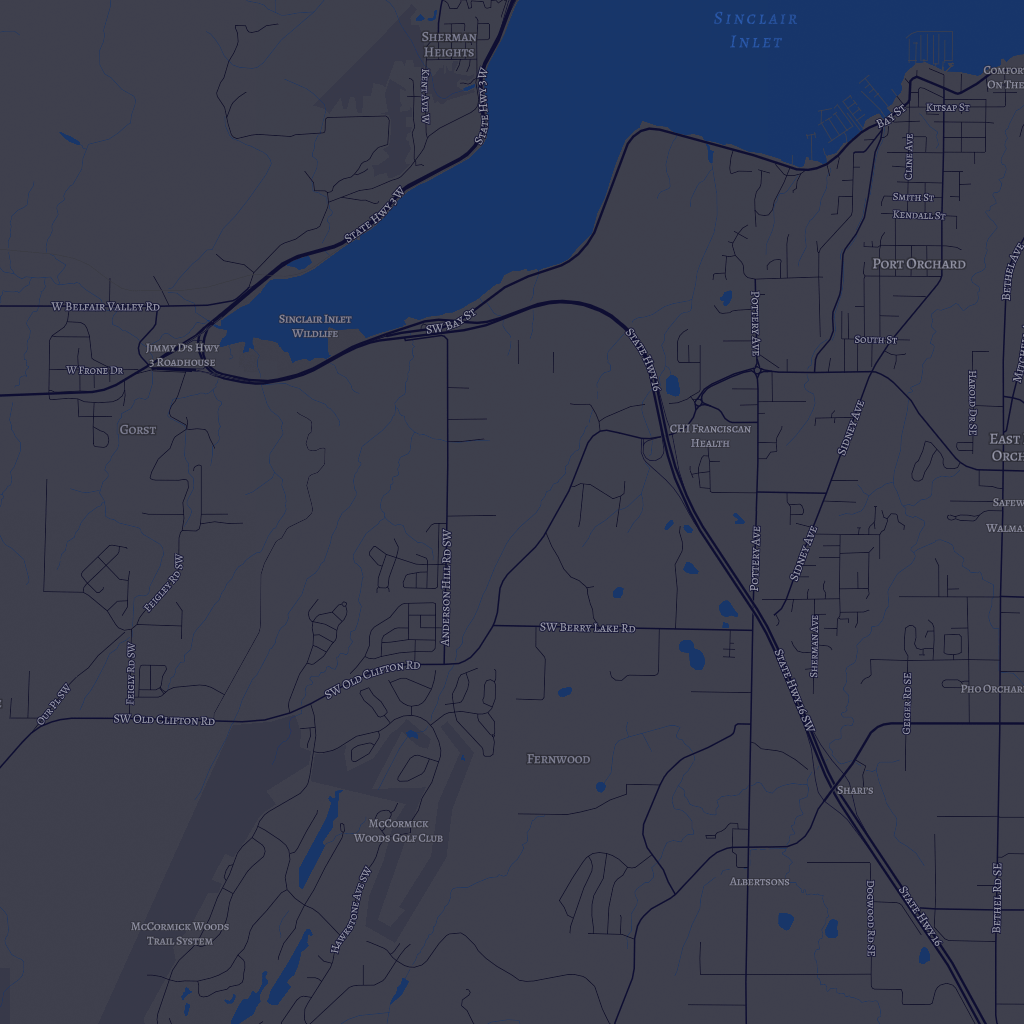 Sinclair
Inlet
Sherman
Heights
Kent Ave W
State Hwy 3 W
Comfor
On The
Kitsap St
Bay St
Cline Ave
Smith St
Kendall St
State Hwy 3 W
Port Orchard
Bethel Ave
W Belfair Valley Rd
Sinclair Inlet
Wildlife
SW Bay St
Pottery Ave
State Hwy 16
South St
Jimmy D's Hwy
3 Roadhouse
W Frone Dr
Mitch
Harold Dr SE
Gorst
CHI Franciscan
Health
Sidney Ave
East
Orch
Safew
Walma
Anderson Hill Rd SW
Pottery Ave
Sidney Ave
Feigley Rd SW
SW Berry Lake Rd
Sherman Ave
Feigly Rd SW
State Hwy 16 SW
SW Old Clifton Rd
Our Pl SW
Geiger Rd SE
Pho Orchar
SW Old Clifton Rd
Fernwood
Shari's
McCormick
Woods Golf Club
Albertsons
Hawkstone Ave SW
Dogwood Rd SE
State Hwy 16
Bethel Rd SE
McCormick Woods
Trail System